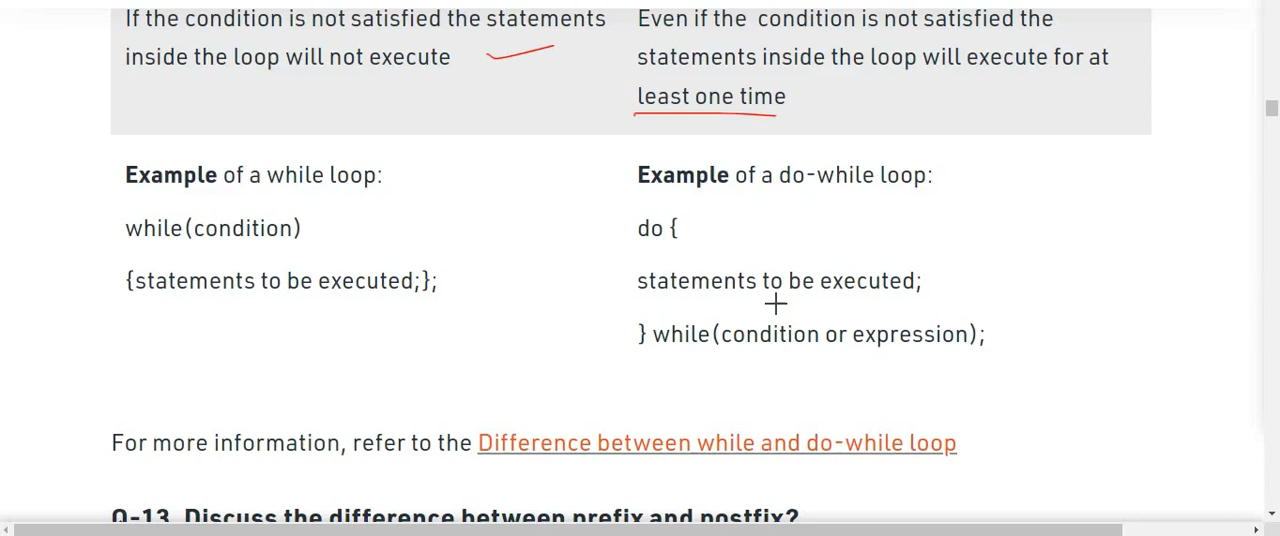 If the condition is not satisfied the statements
inside the loop will not execute
Even if the condition is not satisfied the
statements inside the loop will execute for at
least one time
Example of a while loop:
while(condition)
{statements to be executed;};
Example of a do-while loop:
do {
statements to be executed;
} while(condition or expression);
For more information, refer to the Difference between while and do-while loop
Q-13. Discuss the difference between prefix and postfix?